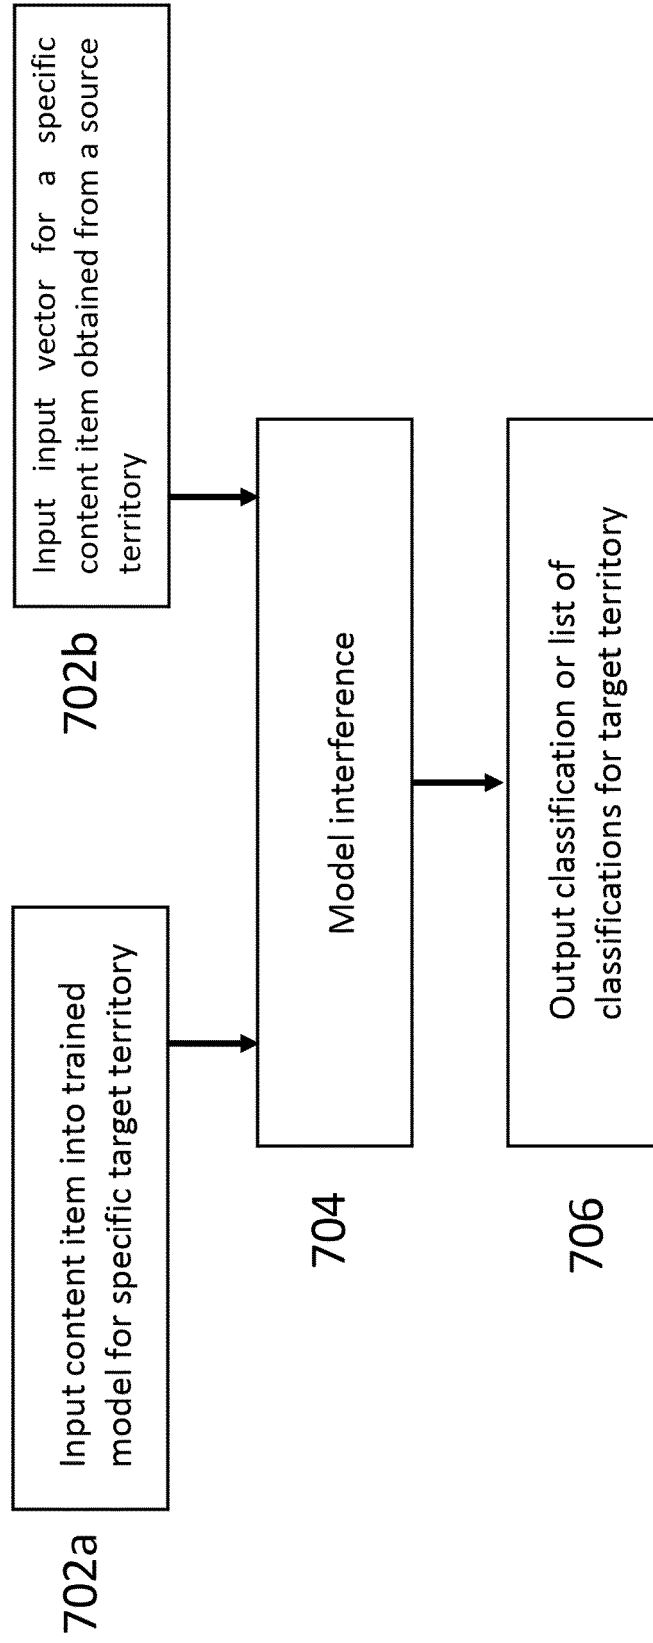 702a
Input content item into trained
model for specific target territory
702b
Input input vector for a specific
content item obtained from a source
territory
704
Model interference
706
Output classification or list of
classifications for target territory